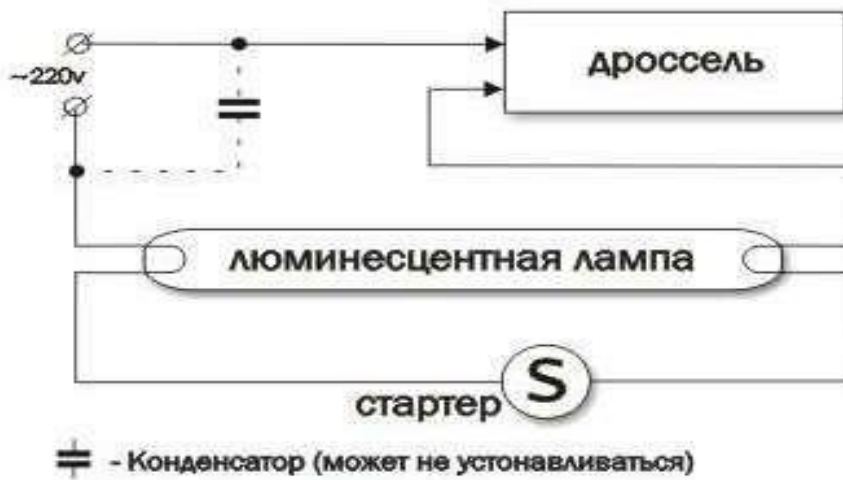 дроссель
~220v
люминесцентная лампа
S
стартер
- Конденсатор (может не устонавливаться)